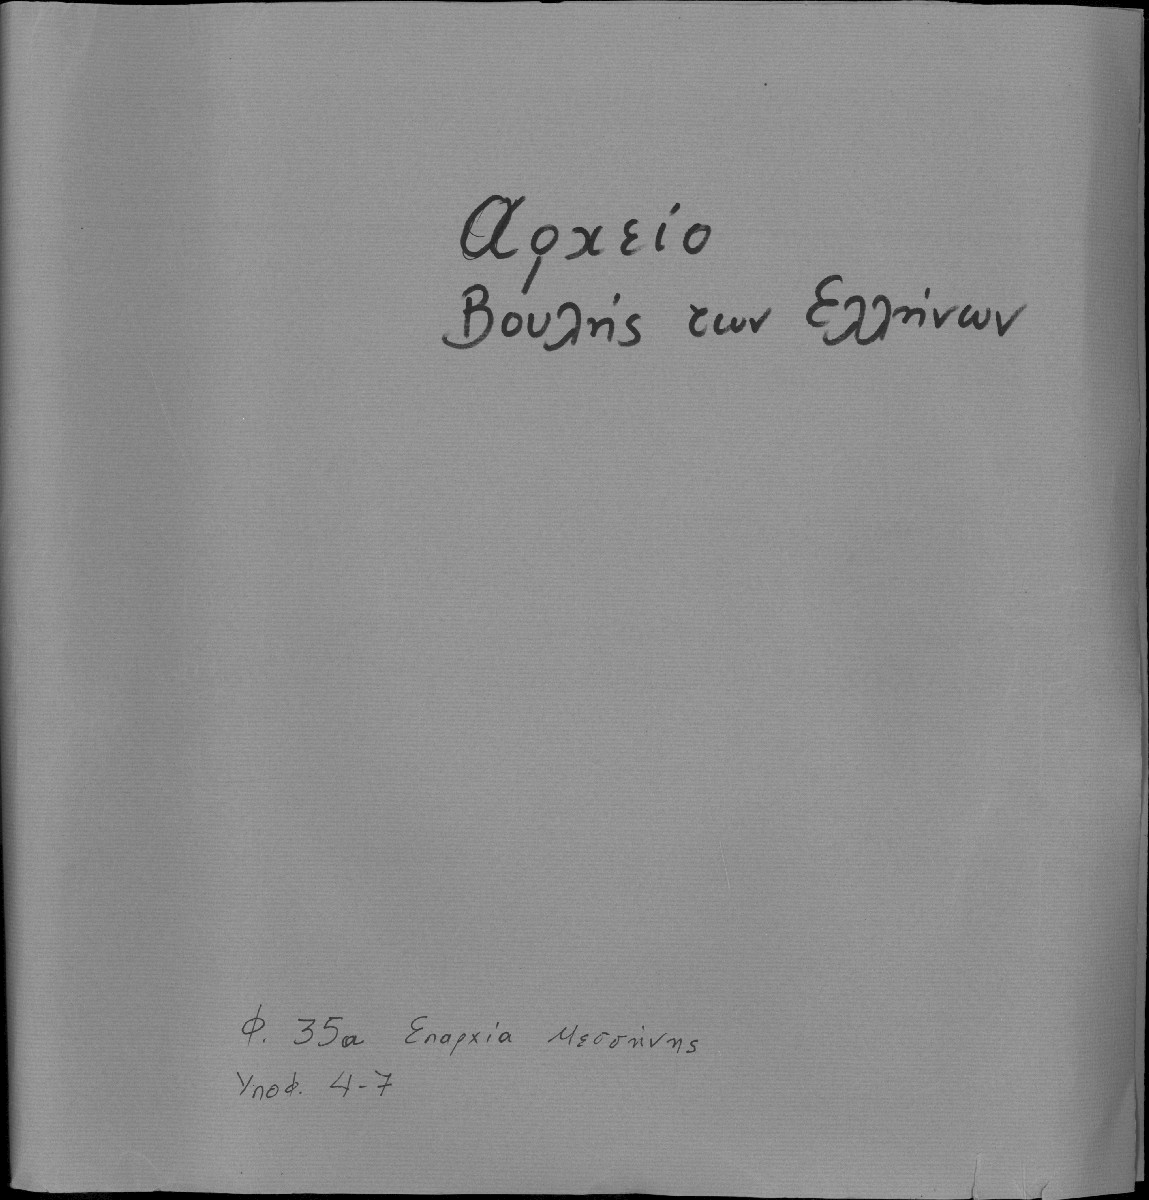 Αρχείο
Βουλής των Ελλήνων
Φ. 35α Επαρχία Μεσσήνης
Υποφ. 4-7